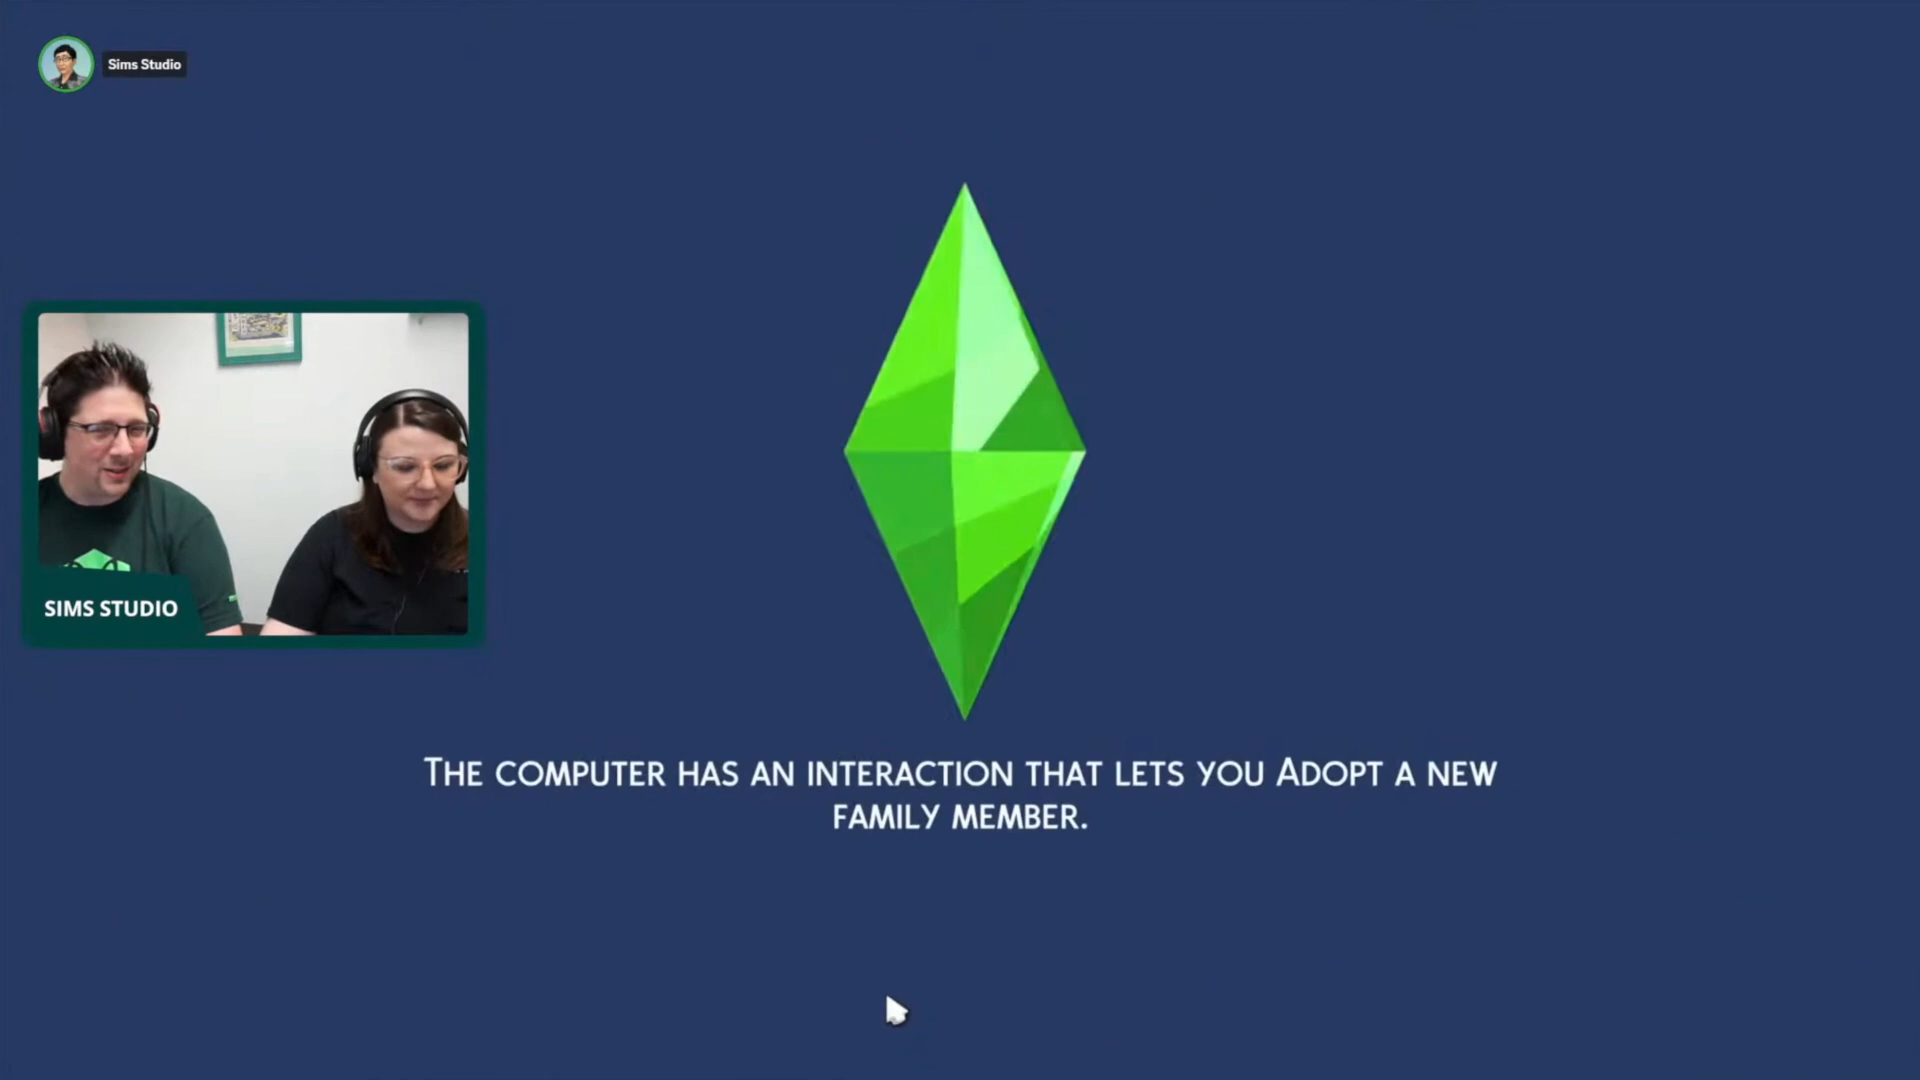 Sims Studio
SIMS STUDIO
THE COMPUTER HAS AN INTERACTION THAT LETS YOU ADOPT A NEW
FAMILY MEMBER.